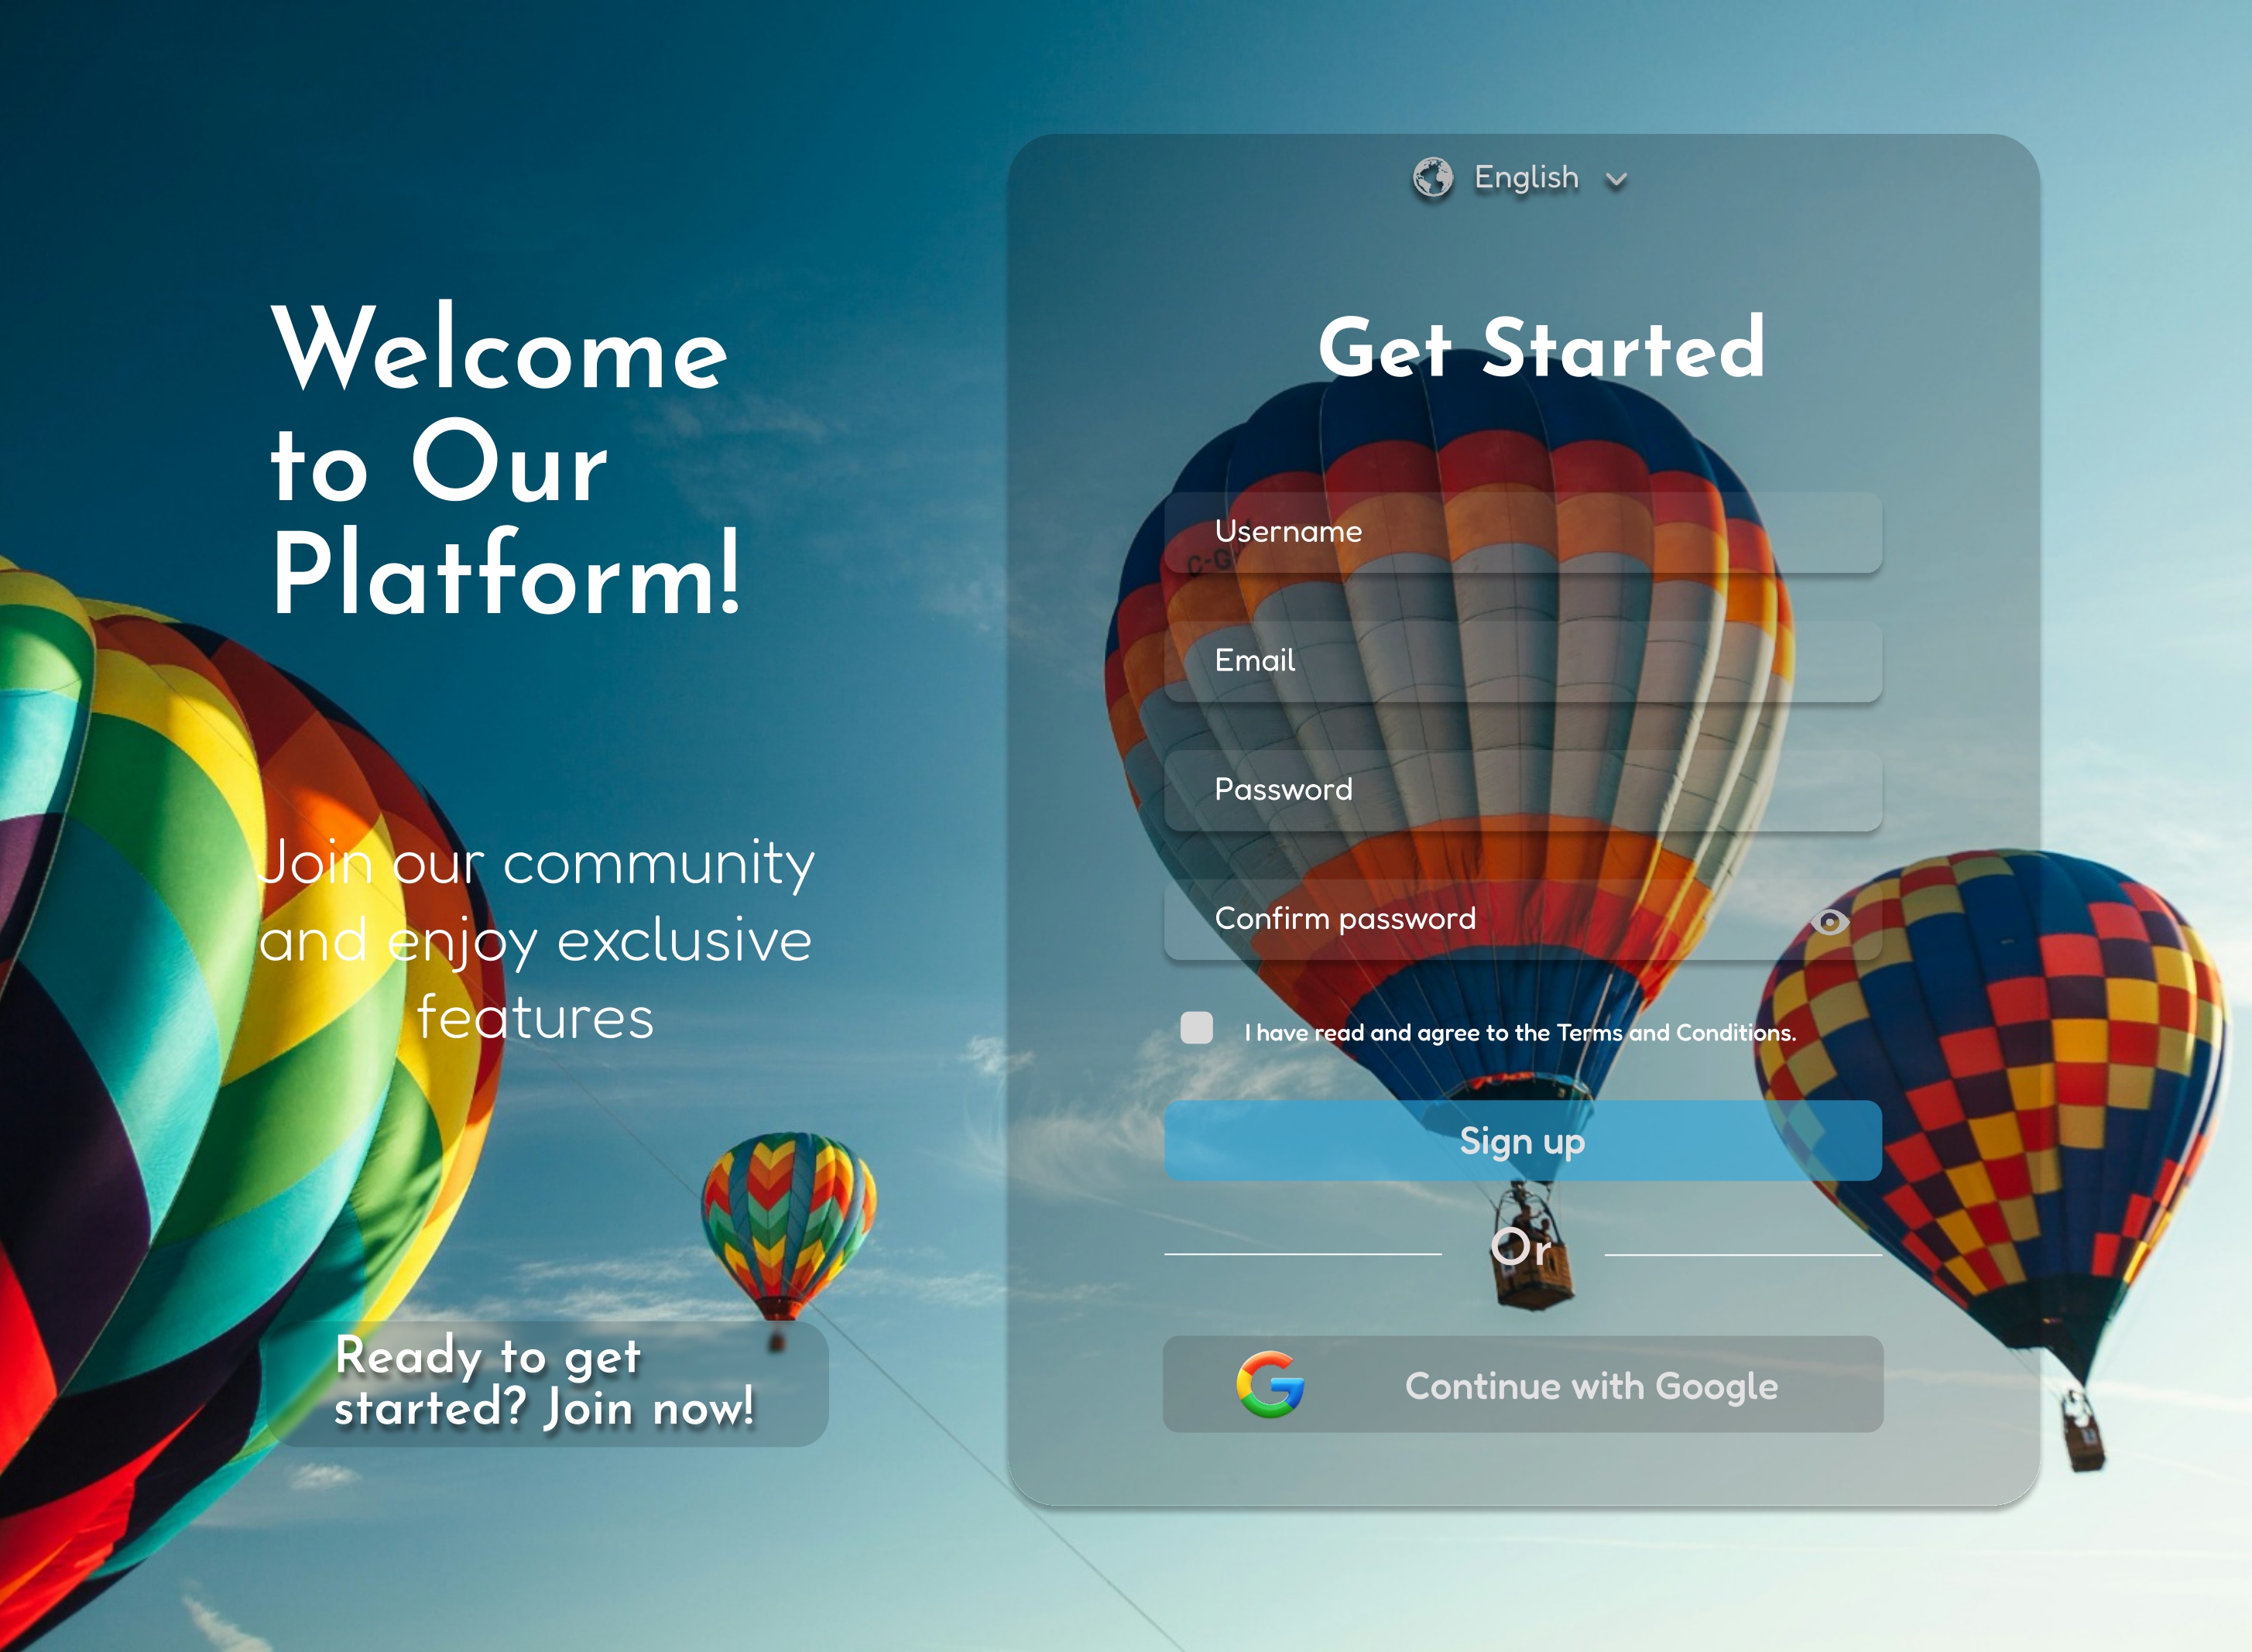 Welcome
to Our
Platform!
Join our community
and enjoy exclusive
features
Ready to get
started? Join now!
English
Get Started
C-G
Username
Email
Password
Confirm password
I have read and agree to the Terms and Conditions.
Sign up
Or
Continue with Google